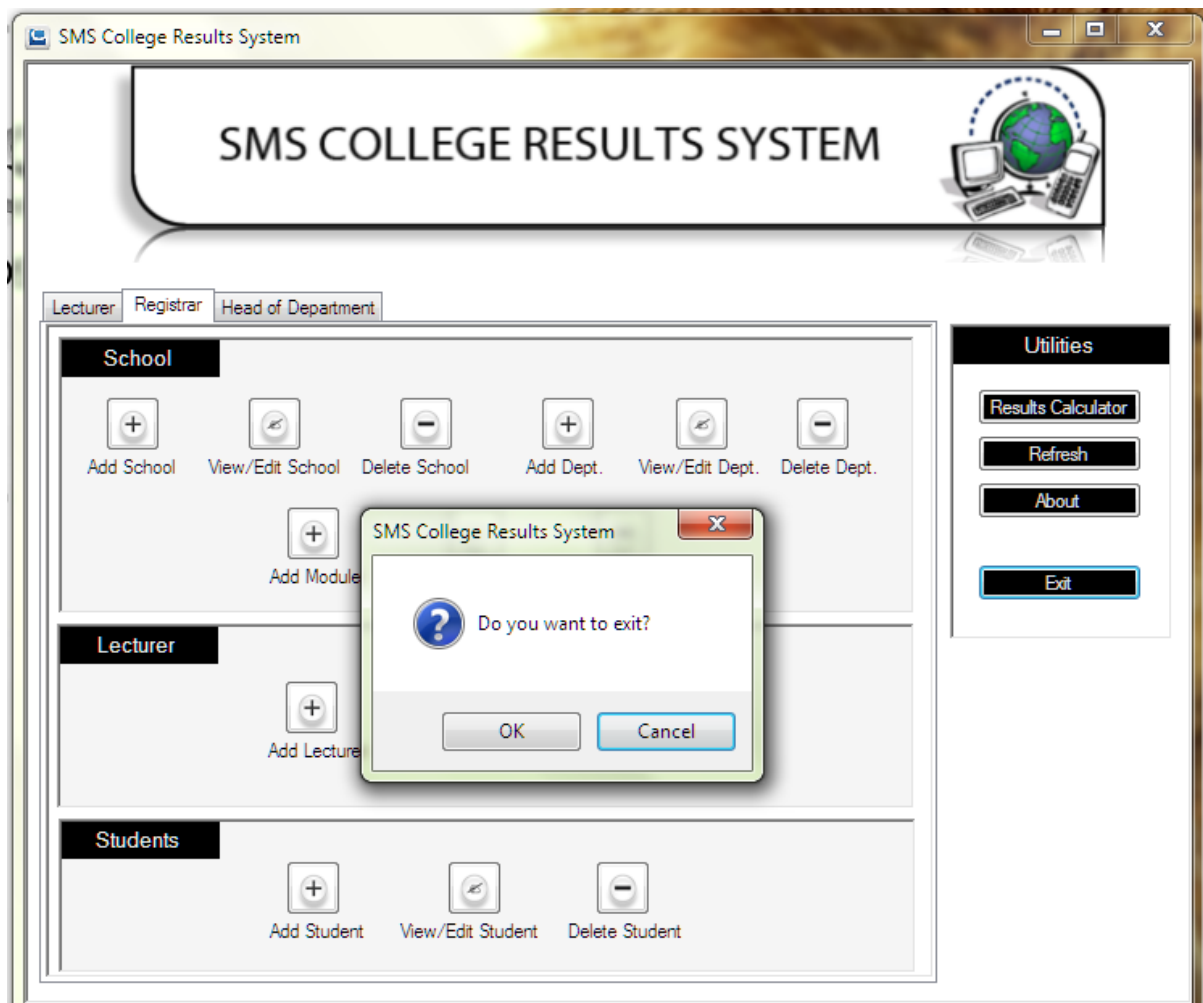 SMS College Results System
SMS COLLEGE RESULTS SYSTEM
Lecturer Registrar Head of Department
School
Add School View/Edit School Delete School Add Dept. View/Edit Dept. Delete Dept.
Add Module
Lecturer
Add Lecture
Students
Add Student View/Edit Student Delete Student
Utilities
Results Calculator
Refresh
About
Exit
SMS College Results System
Do you want to exit?
OK Cancel